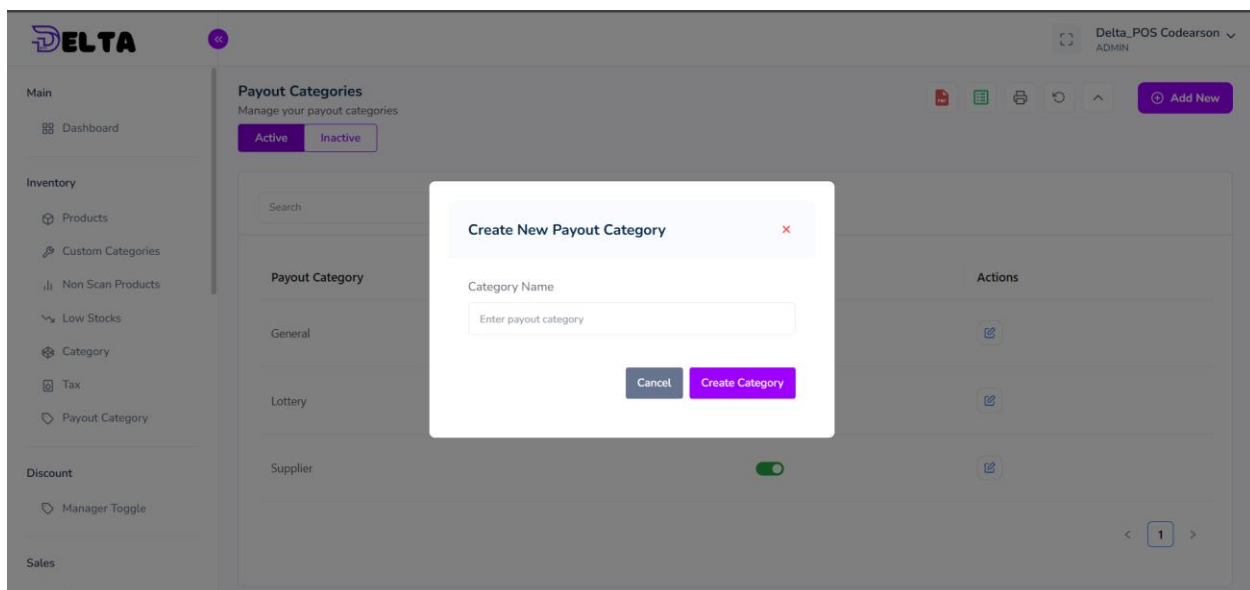 DELTA
Delta_POS Codearson
ADMIN
Main
Dashboard
Inventory
Products
Custom Categories
Non Scan Products
Low Stocks
Category
Tax
Payout Category
Discount
Manager Toggle
Sales
Payout Categories
Manage your payout categories
Active Inactive
Add New
Search
Payout Category Actions
General
Lottery
Supplier
1
Create New Payout Category
Category Name
Enter payout category
Cancel Create Category